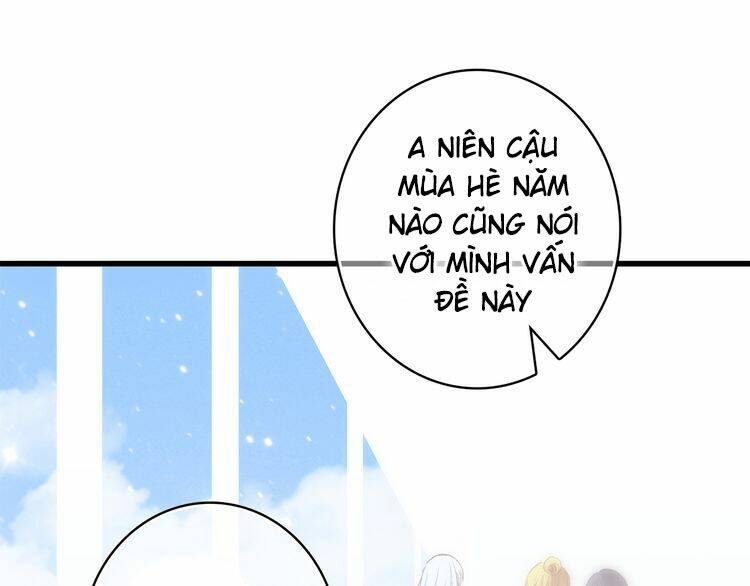 A NIÊN CẬU
MÙA HÈ NĂM
NÀO CŨNG NÓI
VỚI MÌNH VẤN
ĐỀ NÀY